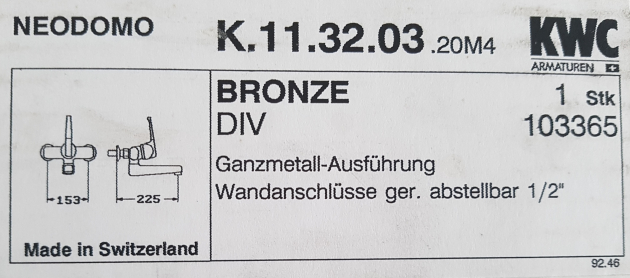 NEODOMO
K.11.32.03 .20M4
KWC
ARMATUREN
BRONZE 1 Stk
DIV 103365
Ganzmetall-Ausführung
Wandanschlüsse ger. abstellbar 1/2"
153 225
Made in Switzerland
92.46